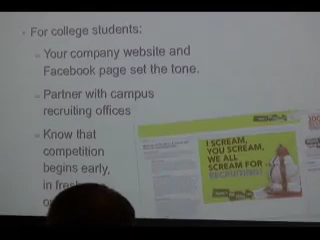 For college students:
Your company website and
Facebook page set the tone.
Partner with campus
recruiting offices
Know that
competition
begins early,
in
I SCREAM,
YOU SCREAM,
WE ALL
SCREAM FOR
RECRUITING!